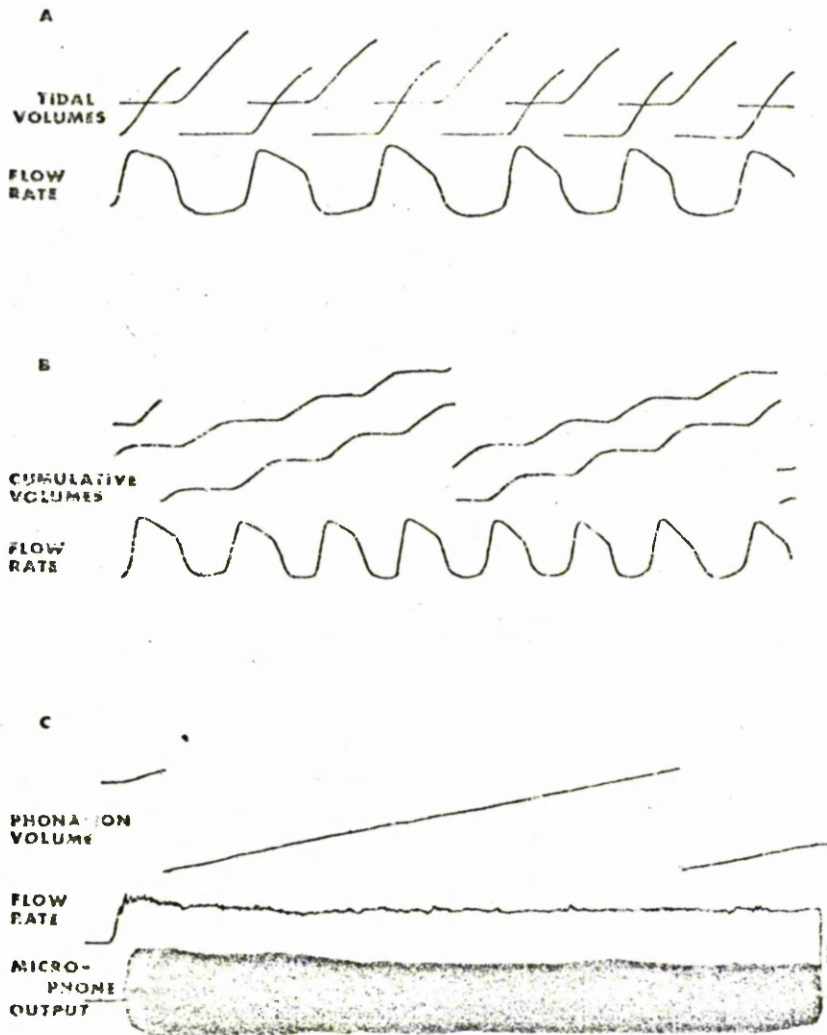 A
TIDAL
VOLUMES
FLOW
RATE
B
CUMULATIVE
VOLUMES
FLOW
RATE
C
PHONATION
VOLUME
FLOW
RATE
MICRO-
PHONE
OUTPUT